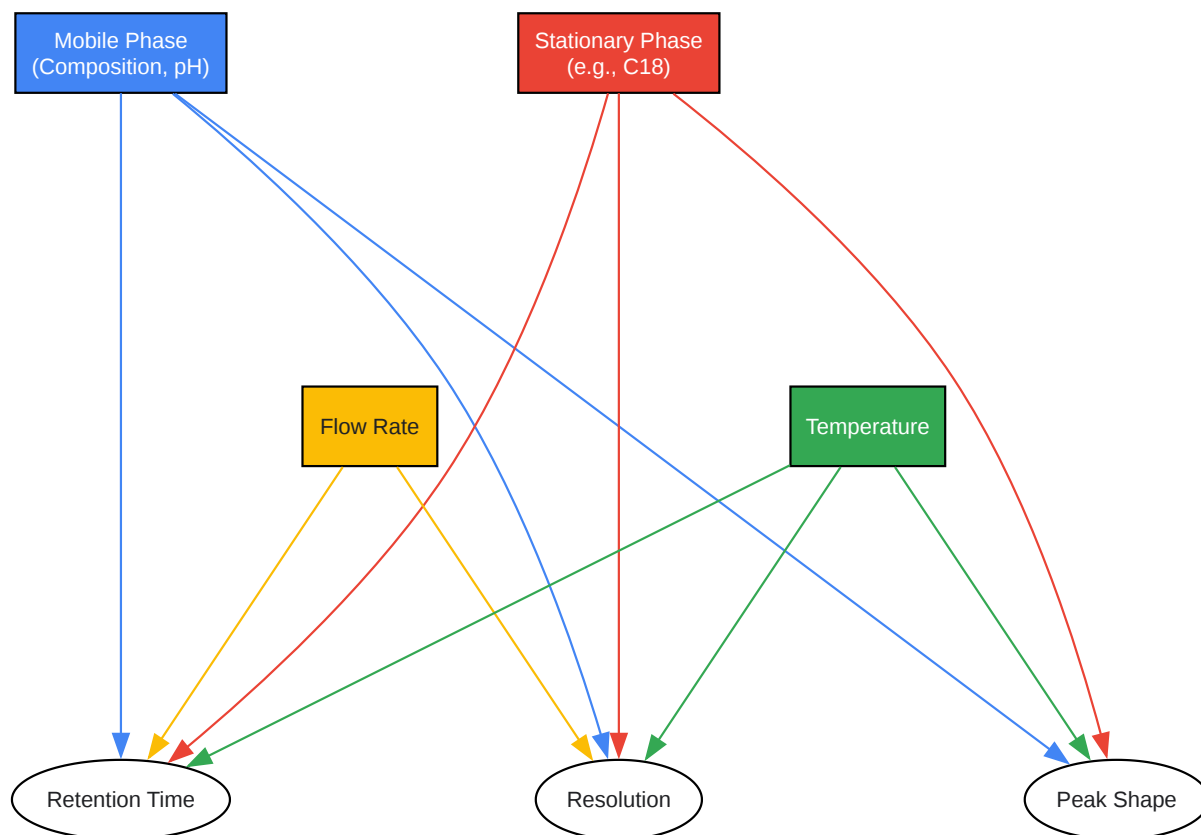 Mobile Phase
(Composition, pH)
Stationary Phase
(e.g., C18)
Flow Rate
Temperature
Retention Time
Resolution
Peak Shape